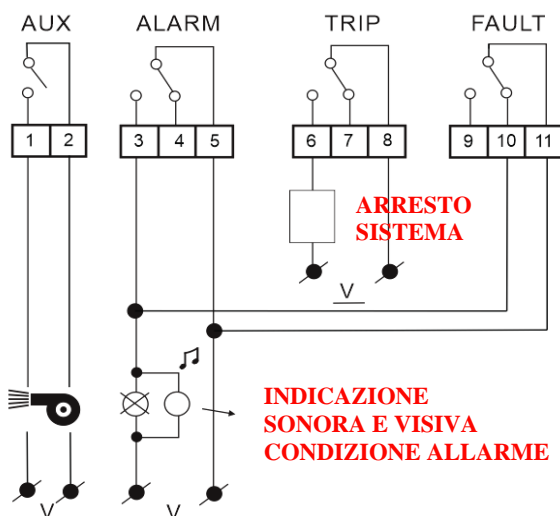 AUX ALARM TRIP FAULT
1 2 3 4 5 6 7 8 9 10 11
ARRESTO
SISTEMA
V
INDICAZIONE
SONORA E VISIVA
CONDIZIONE ALLARME
V V